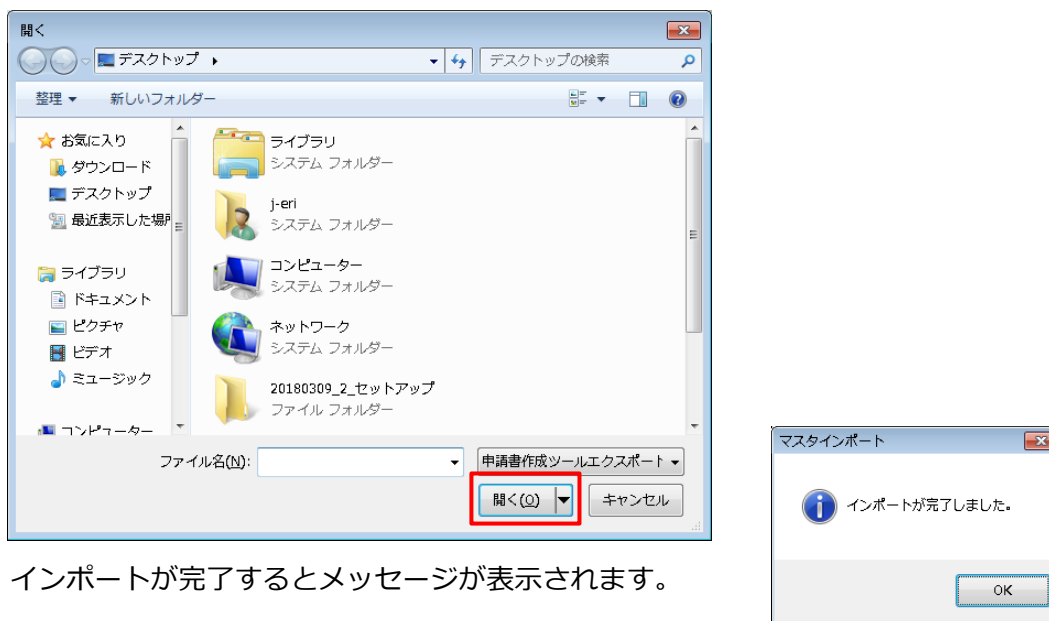 開く
デスクトップ
デスクトップの検索
整理
新しいフォルダー
お気に入り
ダウンロード
デスクトップ
最近表示した場所
ライブラリ
ドキュメント
ピクチャ
ビデオ
ミュージック
コンピューター
ライブラリ
システム フォルダー
j-eri
システム フォルダー
コンピューター
システム フォルダー
ネットワーク
システム フォルダー
20180309_2_セットアップ
ファイル フォルダー
ファイル名(N):
申請書作成ツールエクスポート
開く(O)
キャンセル
マスタインポート
インポートが完了しました。
OK
インポートが完了するとメッセージが表示されます。